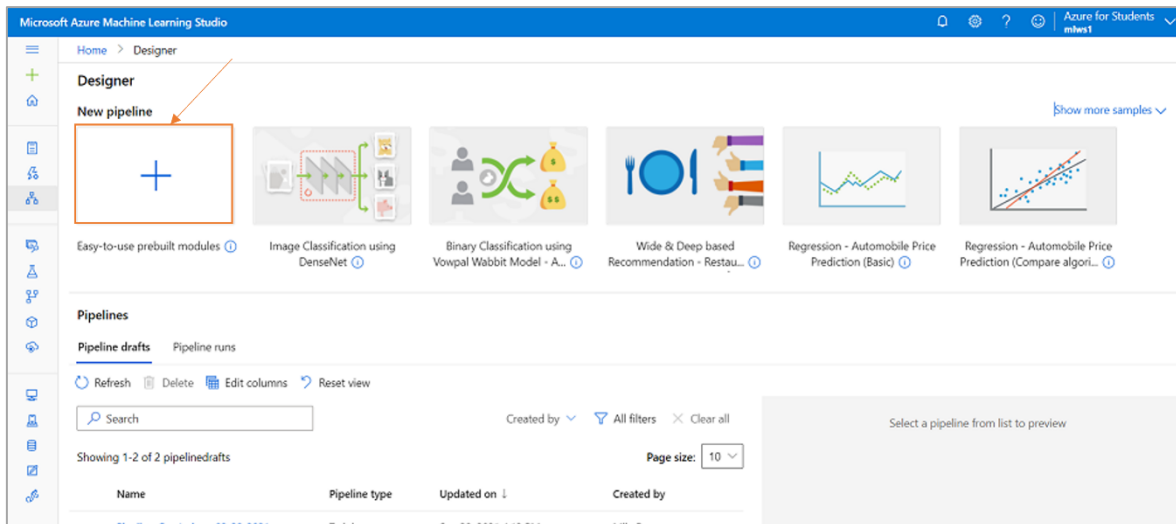 Microsoft Azure Machine Learning Studio
Azure for Students
mlws1
Home > Designer
Designer
New pipeline
Show more samples
Easy-to-use prebuilt modules
Image Classification using
DenseNet
Binary Classification using
Vowpal Wabbit Model - A...
Wide & Deep based
Recommendation - Restau...
Regression - Automobile Price
Prediction (Basic)
Regression - Automobile Price
Prediction (Compare algori...
Pipelines
Pipeline drafts Pipeline runs
Refresh Delete Edit columns Reset view
Search
Created by All filters Clear all
Select a pipeline from list to preview
Showing 1-2 of 2 pipelinedrafts
Page size: 10
Name Pipeline type Updated on ↓ Created by